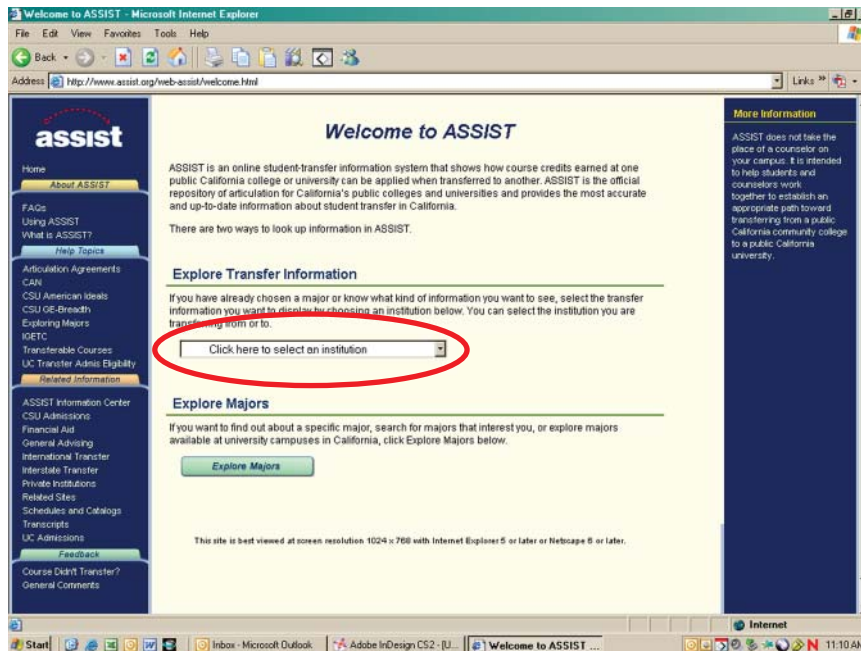 Welcome to ASSIST - Microsoft Internet Explorer
File Edit View Favorites Tools Help
Back
Address http://www.assist.org/web-assist/welcome.html Links »
assist
Home
About ASSIST
FAQs
Using ASSIST
What is ASSIST?
Help Topics
Articulation Agreements
CAN
CSU American Ideals
CSU GE-Breadth
Exploring Majors
IGETC
Transferable Courses
UC Transfer Admis Eligibility
Related Information
ASSIST Information Center
CSU Admissions
Financial Aid
General Advising
International Transfer
Interstate Transfer
Private Institutions
Related Sites
Schedules and Catalogs
Transcripts
UC Admissions
Feedback
Course Didn't Transfer?
General Comments
Welcome to ASSIST
ASSIST is an online student-transfer information system that shows how course credits earned at one
public California college or university can be applied when transferred to another. ASSIST is the official
repository of articulation for California's public colleges and universities and provides the most accurate
and up-to-date information about student transfer in California.
There are two ways to look up information in ASSIST.
Explore Transfer Information
If you have already chosen a major or know what kind of information you want to see, select the transfer
information you want to display by choosing an institution below. You can select the institution you are
transferring from or to.
Click here to select an institution
Explore Majors
If you want to find out about a specific major, search for majors that interest you, or explore majors
available at university campuses in California, click Explore Majors below.
Explore Majors
This site is best viewed at screen resolution 1024 x 768 with Internet Explorer 5 or later or Netscape 6 or later.
More Information
ASSIST does not take the
place of a counselor on
your campus. It is intended
to help students and
counselors work
together to establish an
appropriate path toward
transferring from a public
California community college
to a public California
university.
Internet
Start Inbox - Microsoft Outlook Adobe InDesign CS2 - [U... Welcome to ASSIST ... 11:10 AM